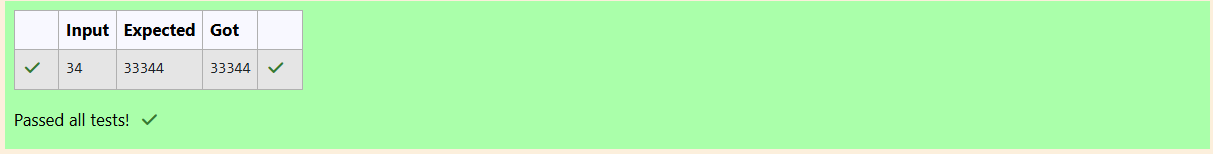 Input Expected Got
34 33344 33344
Passed all tests!